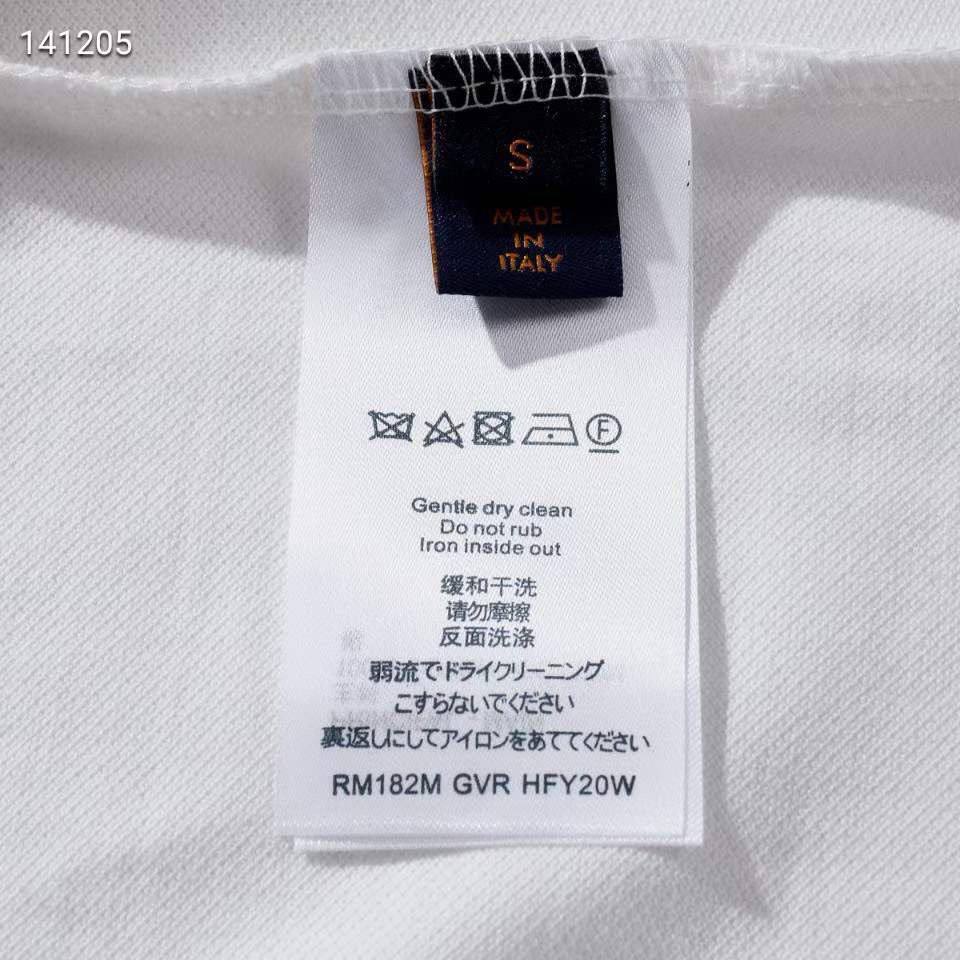 141205
S
MADE
IN
ITALY
F
Gentle dry clean
Do not rub
Iron inside out
缓和干洗
请勿摩擦
反面洗涤
弱流でドライクリーニング
こすらないでください
裏返しにしてアイロンをあててください
RM182M GVR HFY20W